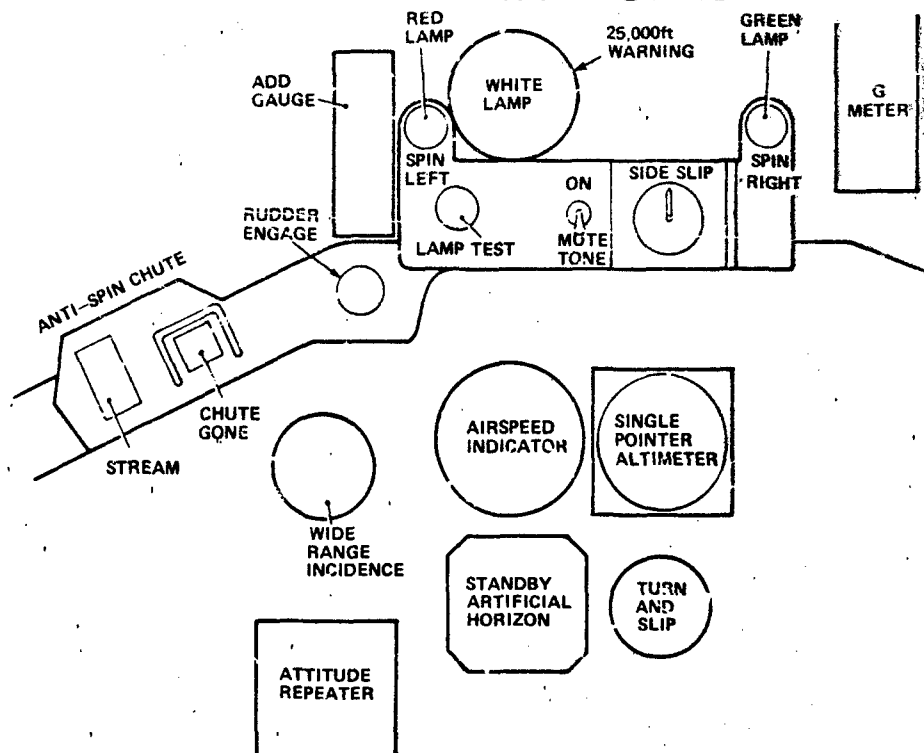 RED
LAMP
25,000ft
WARNING
GREEN
LAMP
ADD
GAUGE
WHITE
LAMP
G
METER
SPIN
LEFT
ON
SIDE SLIP
SPIN
RIGHT
RUDDER
ENGAGE
LAMP TEST
MUTE
TONE
ANTI-SPIN CHUTE
CHUTE
GONE
STREAM
AIRSPEED
INDICATOR
SINGLE
POINTER
ALTIMETER
WIDE
RANGE
INCIDENCE
STANDBY
ARTIFICIAL
HORIZON
TURN
AND
SLIP
ATTITUDE
REPEATER